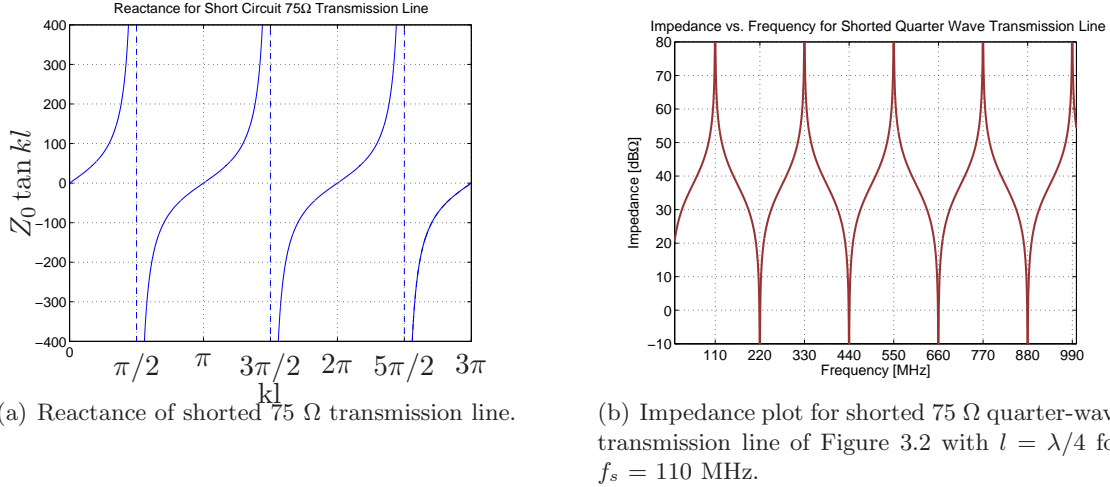 Reactance for Short Circuit 75Ω Transmission Line
400
300
200
100
0
−100
−200
−300
−400
Z₀ tan kl
0
π/2
π
3π/2
2π
5π/2
3π
kl
a) Reactance of shorted 75 Ω transmission line.
Impedance vs. Frequency for Shorted Quarter Wave Transmission Line
80
70
60
50
40
30
20
10
0
−10
Impedance [dBΩ]
110 220 330 440 550 660 770 880 990
Frequency [MHz]
(b) Impedance plot for shorted 75 Ω quarter-wav
transmission line of Figure 3.2 with l = λ/4 fo
fₛ = 110 MHz.